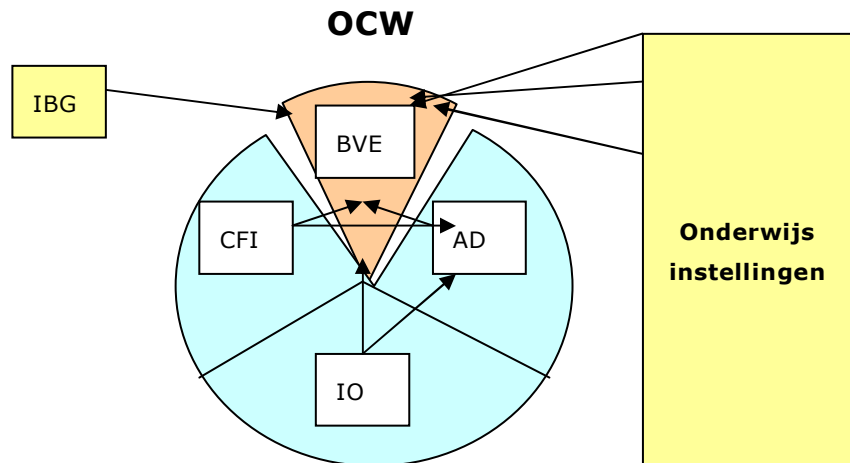 OCW
IBG
BVE
CFI
AD
Onderwijs
instellingen
IO